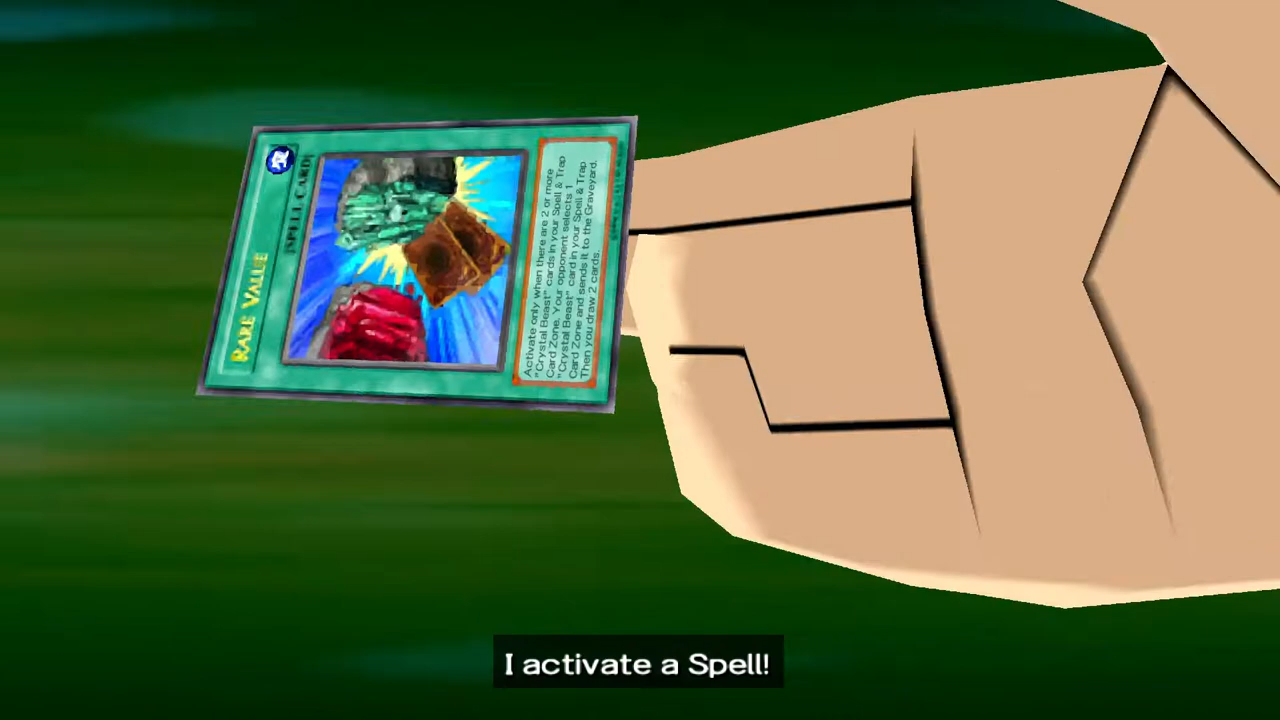 RARE VALUE
SPELL CARD
Activate only when there are 2 or more
"Crystal Beast" cards in your Spell & Trap
Card Zone. Your opponent selects 1
"Crystal Beast" card in your Spell & Trap
Card Zone and sends it to the Graveyard.
Then you draw 2 cards.
I activate a Spell!